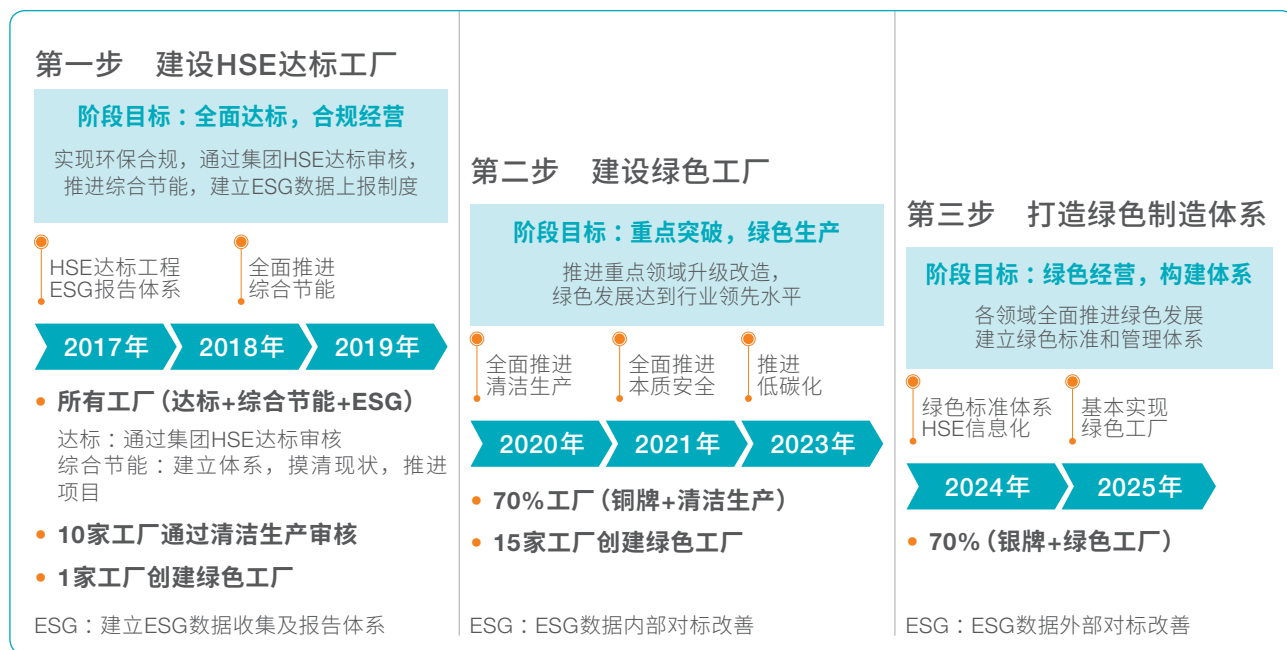 第一步 建设HSE达标工厂
阶段目标：全面达标，合规经营
实现环保合规，通过集团HSE达标审核，
推进综合节能，建立ESG数据上报制度
HSE达标工程
ESG报告体系
全面推进
综合节能
2017年
2018年
2019年
• 所有工厂（达标+综合节能+ESG）
达标：通过集团HSE达标审核
综合节能：建立体系，摸清现状，推进
项目
• 10家工厂通过清洁生产审核
• 1家工厂创建绿色工厂
ESG：建立ESG数据收集及报告体系
第二步 建设绿色工厂
阶段目标：重点突破，绿色生产
推进重点领域升级改造，
绿色发展达到行业领先水平
全面推进
清洁生产
全面推进
本质安全
推进
低碳化
2020年
2021年
2023年
• 70%工厂（铜牌+清洁生产）
• 15家工厂创建绿色工厂
ESG：ESG数据内部对标改善
第三步 打造绿色制造体系
阶段目标：绿色经营，构建体系
各领域全面推进绿色发展
建立绿色标准和管理体系
绿色标准体系
HSE信息化
基本实现
绿色工厂
2024年
2025年
• 70%（银牌+绿色工厂）
ESG：ESG数据外部对标改善